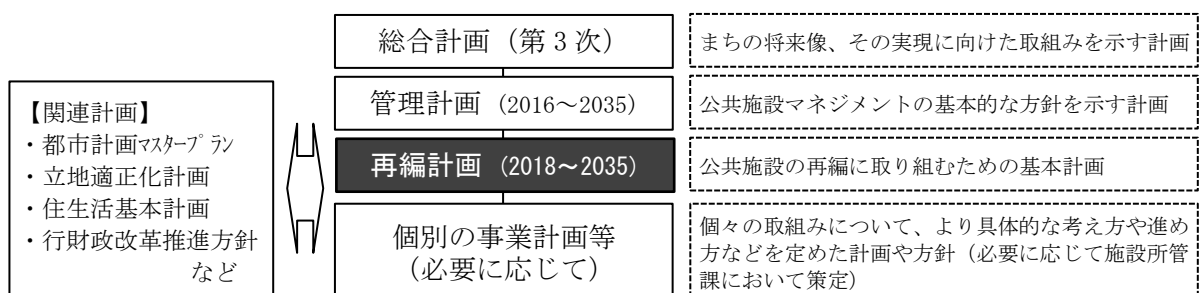 総合計画（第３次）
まちの将来像、その実現に向けた取組みを示す計画
管理計画（2016～2035）
公共施設マネジメントの基本的な方針を示す計画
再編計画（2018～2035）
公共施設の再編に取り組むための基本計画
個別の事業計画等
（必要に応じて）
個々の取組みについて、より具体的な考え方や進め
方などを定めた計画や方針（必要に応じて施設所管
課において策定）
【関連計画】
・都市計画ﾏｽﾀｰﾌﾟﾗﾝ
・立地適正化計画
・住生活基本計画
・行財政改革推進方針
など